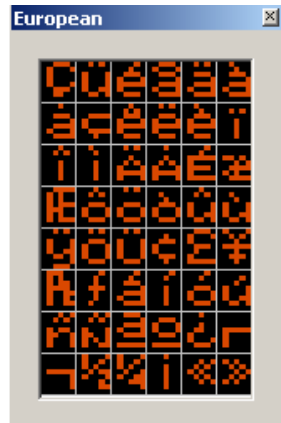 European
Ç ü é â ä à
å ç ê ë è ï
î ì Ä Å É æ
Æ ô ö ò û ù
ÿ Ö Ü ¢ £ ¥
₧ ƒ á í ó ú
ñ Ñ ª º ¿ ⌐
¬ ½ ¼ ¡ « »